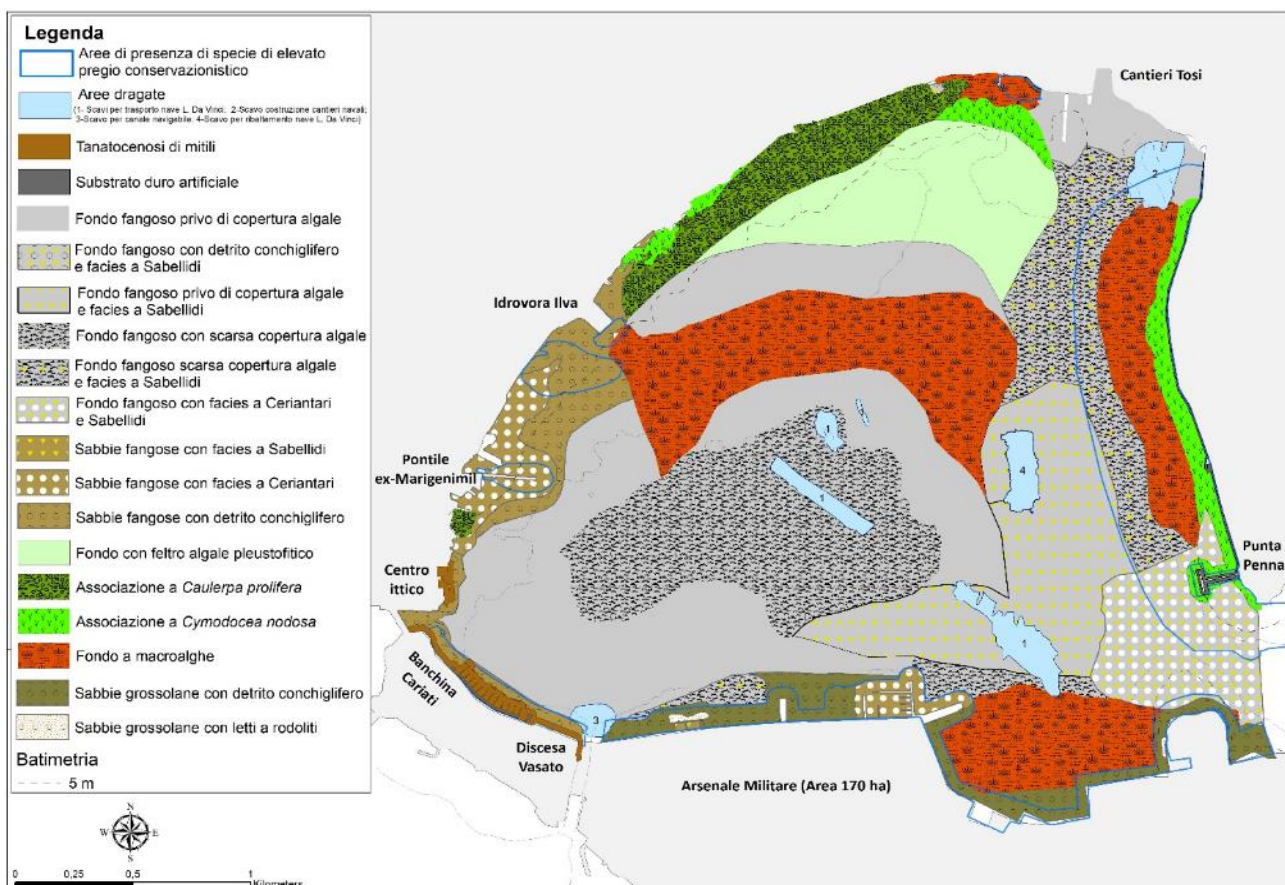 Legenda
Aree di presenza di specie di elevato
pregio conservazionistico
Aree dragate
(1- Scavi per trasporto nave L. Da Vinci; 2-Scavo costruzione cantieri navali;
3-Scavo per canale navigabile; 4-Scavo per ribaltamento nave L. Da Vinci)
Tanatocenosi di mitili
Substrato duro artificiale
Fondo fangoso privo di copertura algale
Fondo fangoso con detrito conchiglifero
e facies a Sabellidi
Fondo fangoso privo di copertura algale
e facies a Sabellidi
Fondo fangoso con scarsa copertura algale
Fondo fangoso scarsa copertura algale
e facies a Sabellidi
Fondo fangoso con facies a Ceriantari
e Sabellidi
Sabbie fangose con facies a Sabellidi
Sabbie fangose con facies a Ceriantari
Sabbie fangose con detrito conchiglifero
Fondo con feltro algale pleustofitico
Associazione a Caulerpa prolifera
Associazione a Cymodocea nodosa
Fondo a macroalghe
Sabbie grossolane con detrito conchiglifero
Sabbie grossolane con letti a rodoliti
Batimetria
5 m
N
W E
S
0 0,25 0,5 1
Kilometers
Cantieri Tosi
2
Idrovora Ilva
1
4
Pontile
ex-Marigenimil
1
Punta
Penna
Centro
ittico
1
Banchina
Cariati
3
Discesa
Vasato
Arsenale Militare (Area 170 ha)